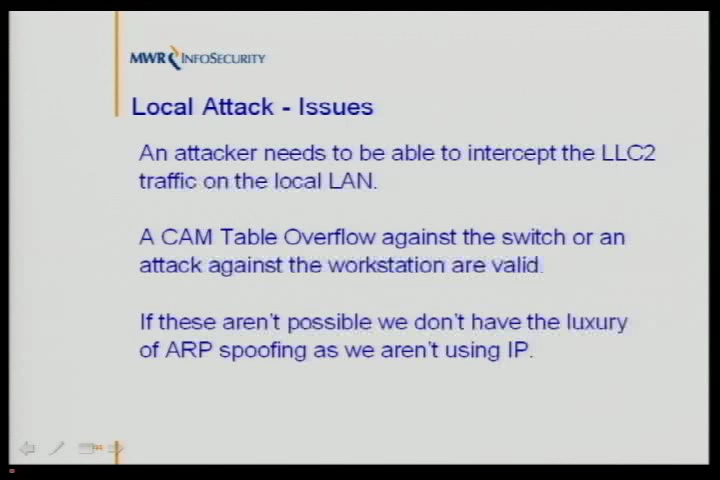 MWR INFOSECURITY
Local Attack - Issues
An attacker needs to be able to intercept the LLC2
traffic on the local LAN.
A CAM Table Overflow against the switch or an
attack against the workstation are valid.
If these aren't possible we don't have the luxury
of ARP spoofing as we aren't using IP.